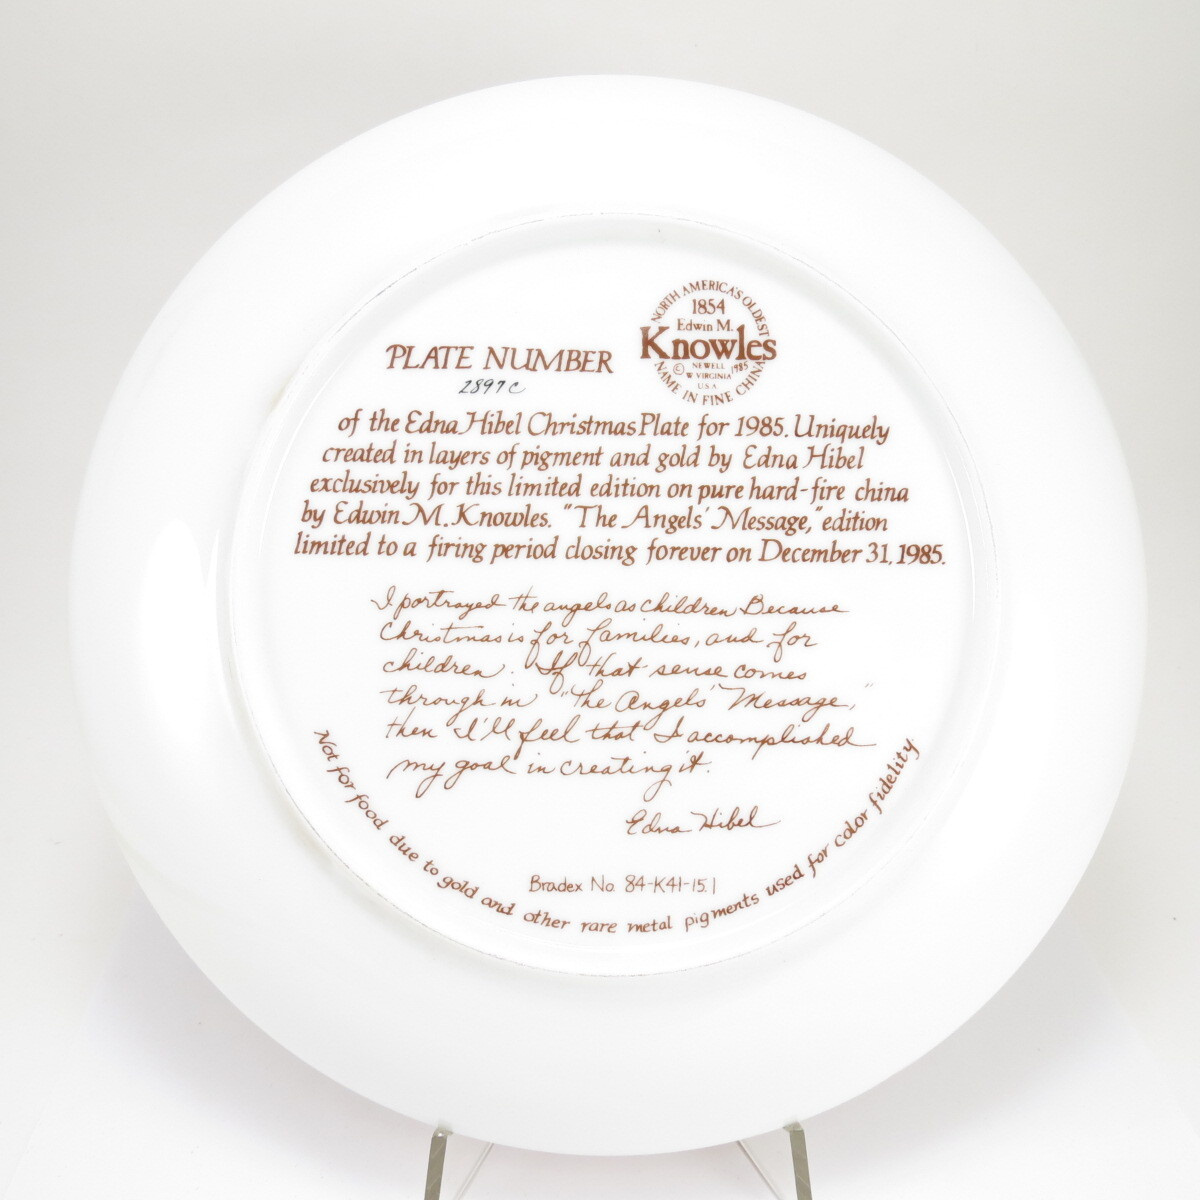 NORTH AMERICA'S OLDEST
1854
Edwin M.
Knowles
© NEWELL 1985
W VIRGINIA
USA
NAME IN FINE CHINA
PLATE NUMBER
2897C
of the Edna Hibel Christmas Plate for 1985. Uniquely
created in layers of pigment and gold by Edna Hibel
exclusively for this limited edition on pure hard-fire china
by Edwin M. Knowles. "The Angels' Message," edition
limited to a firing period closing forever on December 31, 1985.
I portrayed the angels as children Because
Christmas is for families, and for
children. If that sense comes
through in "The Angels' Message,"
then I'll feel that I accomplished
my goal in creating it.
Edna Hibel
Bradex No. 84-K41-15.1
Not for food due to gold and other rare metal pigments used for color fidelity.